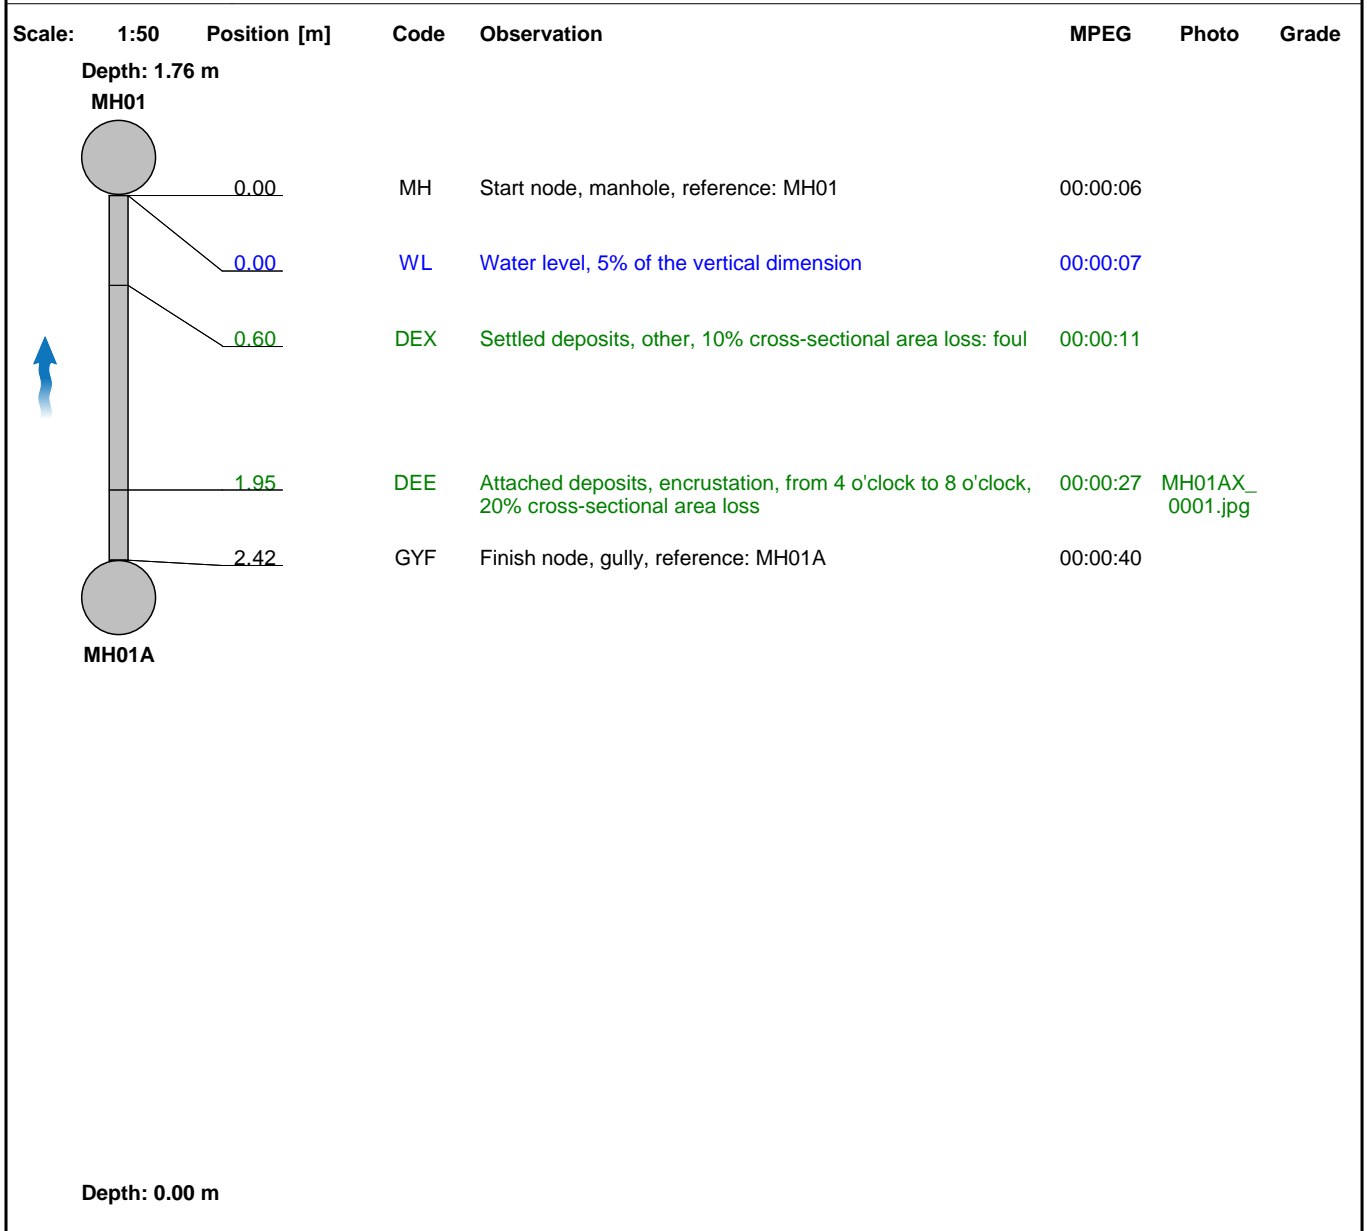 Scale: 1:50 Position [m] Code Observation MPEG Photo Grade
Depth: 1.76 m
MH01
0.00 MH Start node, manhole, reference: MH01 00:00:06
0.00 WL Water level, 5% of the vertical dimension 00:00:07
0.60 DEX Settled deposits, other, 10% cross-sectional area loss: foul 00:00:11
1.95 DEE Attached deposits, encrustation, from 4 o'clock to 8 o'clock, 00:00:27 MH01AX_
20% cross-sectional area loss 0001.jpg
2.42 GYF Finish node, gully, reference: MH01A 00:00:40
MH01A
Depth: 0.00 m